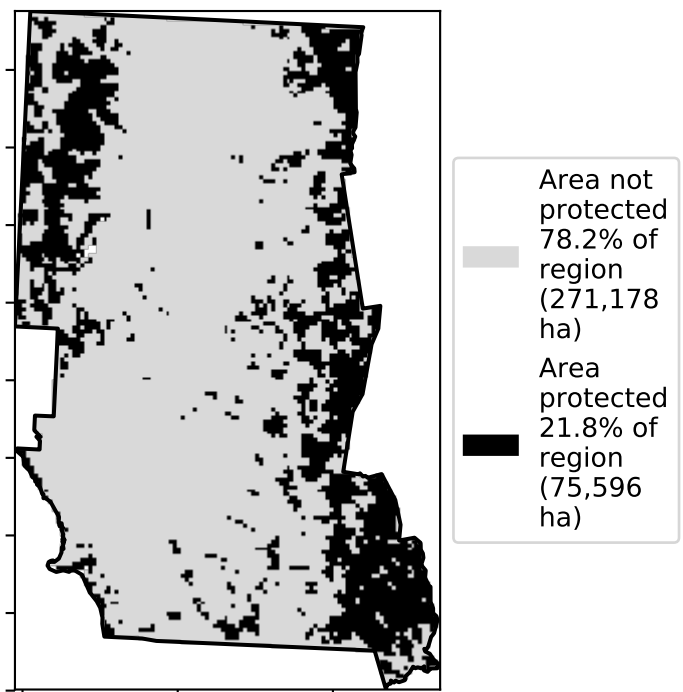 Area not
protected
78.2% of
region
(271,178
ha)
Area
protected
21.8% of
region
(75,596
ha)